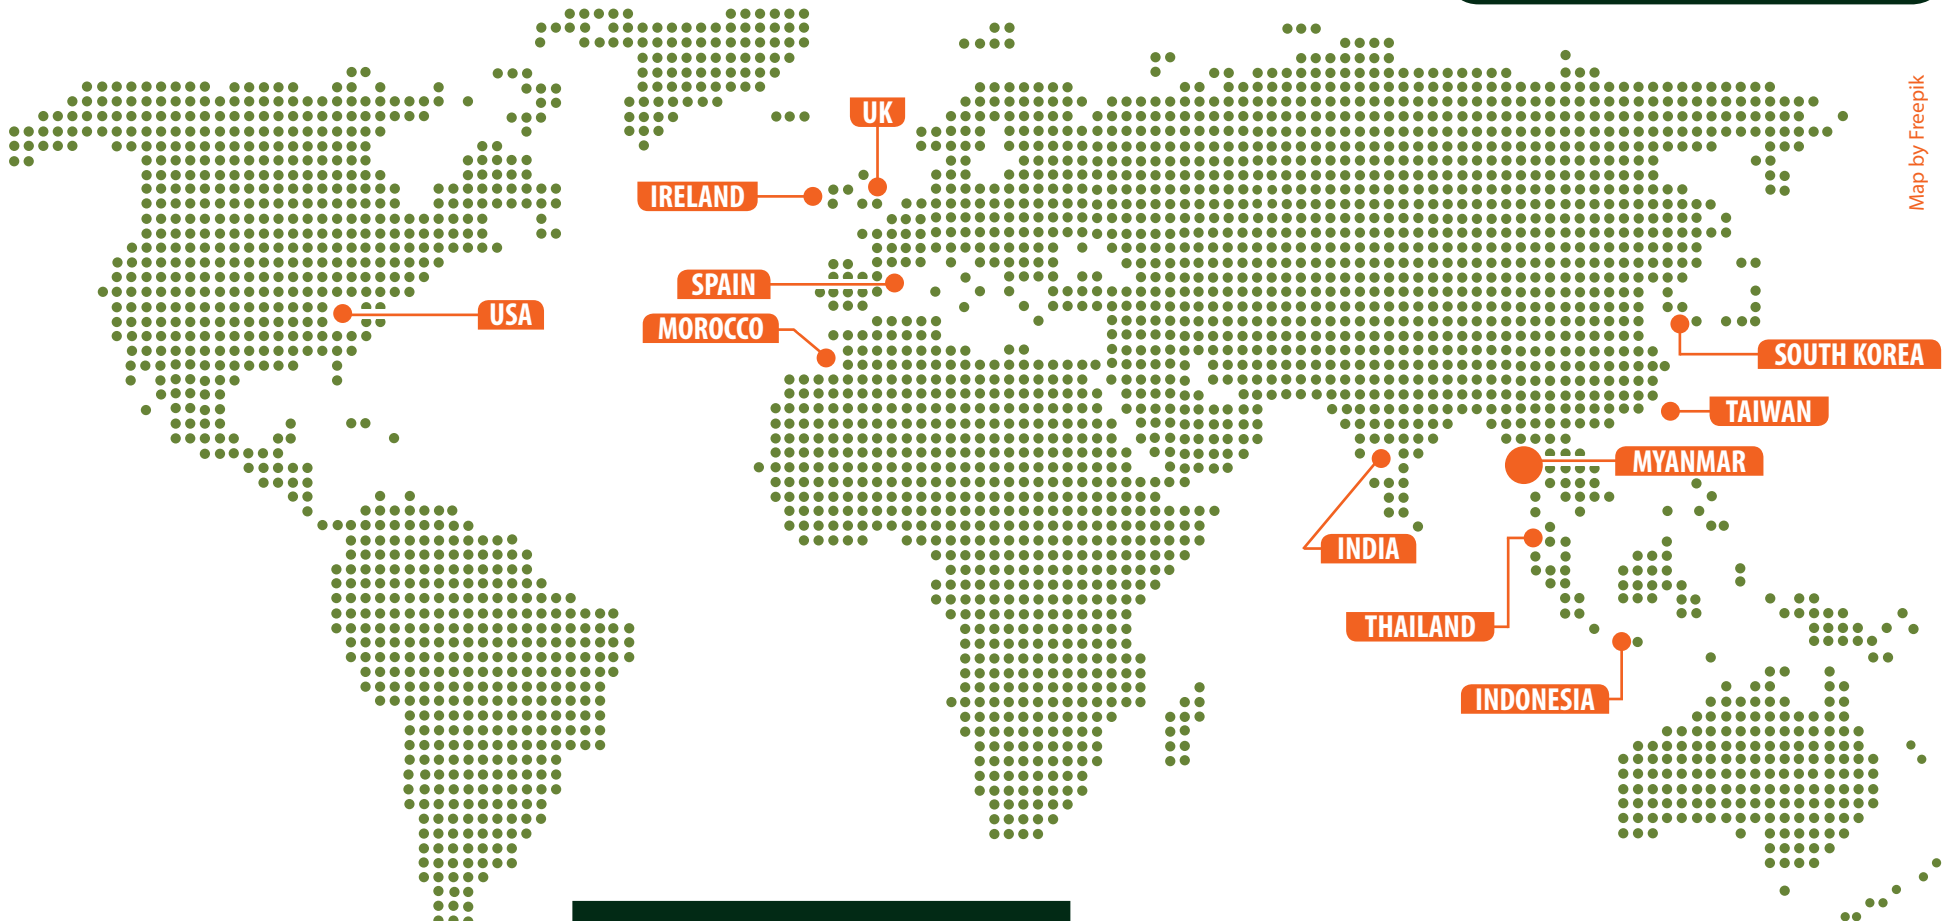 Map by Freepik
UK
IRELAND
SPAIN
USA
MOROCCO
SOUTH KOREA
TAIWAN
MYANMAR
INDIA
THAILAND
INDONESIA